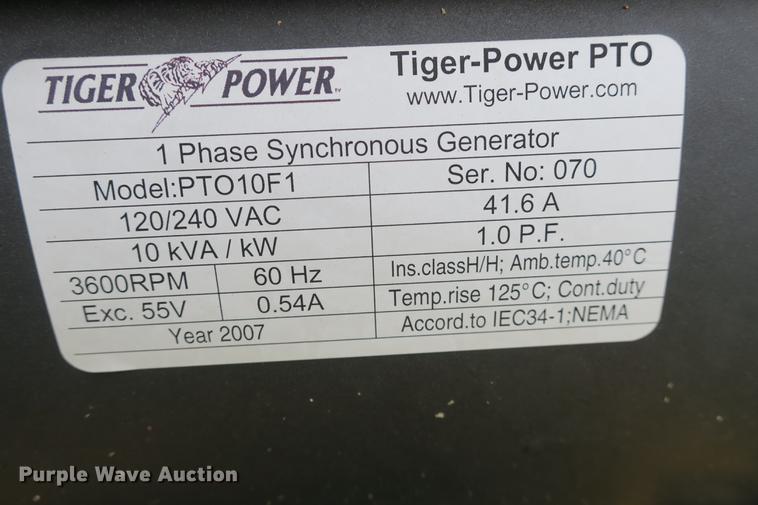 TIGER POWER
Tiger-Power PTO
www.Tiger-Power.com
1 Phase Synchronous Generator
Model:PTO10F1
Ser. No: 070
120/240 VAC
41.6 A
10 kVA / kW
1.0 P.F.
3600RPM
60 Hz
Ins.classH/H; Amb.temp.40°C
Exc. 55V
0.54A
Temp.rise 125°C; Cont.duty
Year 2007
Accord.to IEC34-1;NEMA
Purple Wave Auction